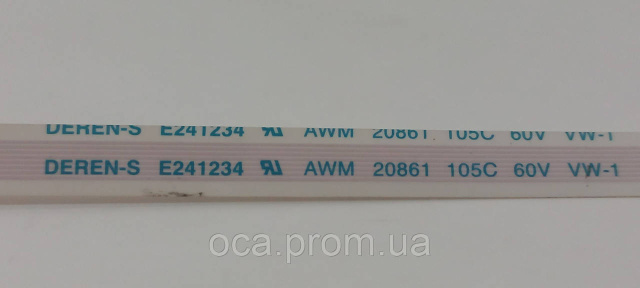 DEREN-S E241234 AWM 20861 105C 60V VW-1
DEREN-S E241234 AWM 20861 105C 60V VW-1
oca.prom.ua